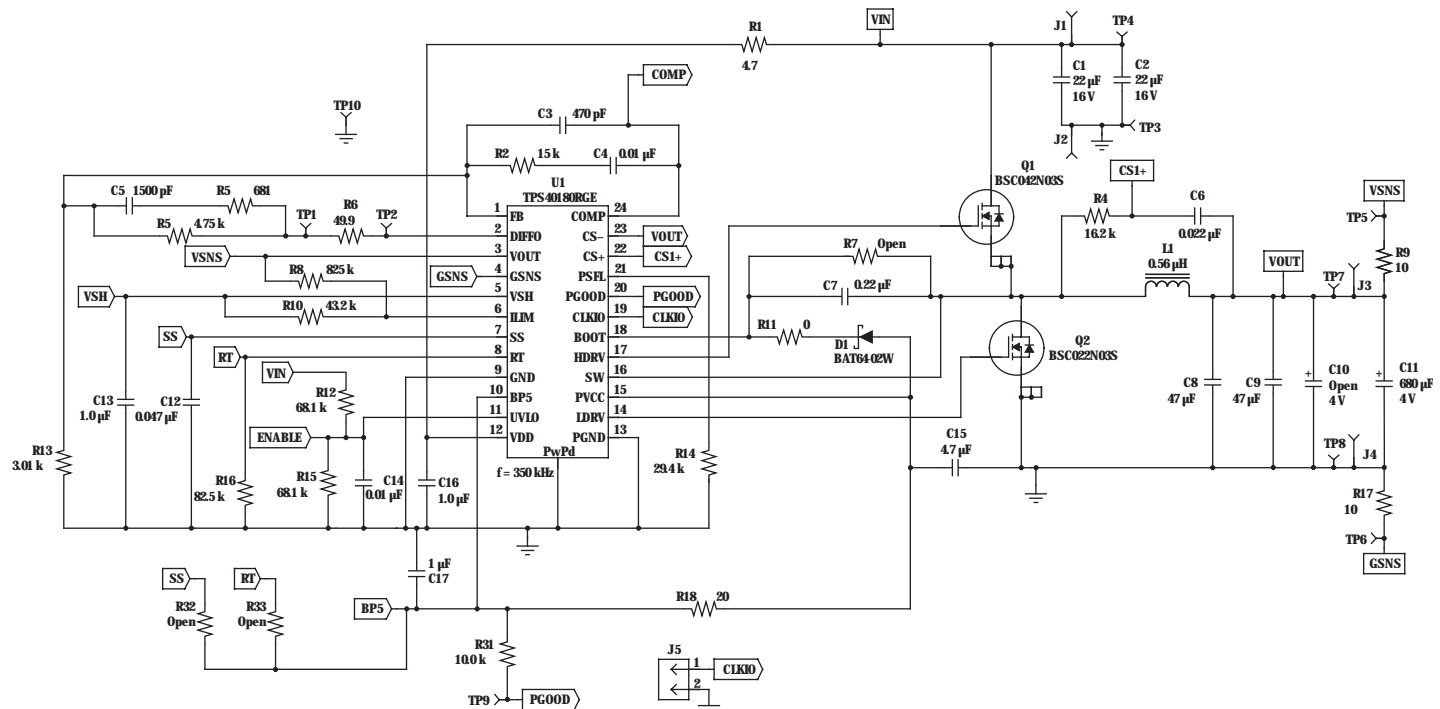 R1
4.7
VIN
J1
TP4
C1
22 µF
16 V
C2
22 µF
16 V
J2
TP3
COMP
C3 470 pF
TP10
R2 15 k
C4 0.01 µF
Q1
BSC042N03S
CS1+
VSNS
U1
TPS40180RGE
C5 1500 pF
R5 681
R5 4.75 k
TP1
R6
49.9
TP2
R4
16.2 k
C6
0.022 µF
TP5
R9
10
1 FB
2 DIFFO
3 VOUT
4 GSNS
5 VSH
6 ILIM
7 SS
8 RT
9 GND
10 BP5
11 UVLO
12 VDD
COMP 24
CS– 23
CS+ 22
PSEL 21
PGOOD 20
CLKIO 19
BOOT 18
HDRV 17
SW 16
PVCC 15
LDRV 14
PGND 13
PwPd
f = 350 kHz
VOUT
CS1+
PGOOD
CLKIO
VSNS
GSNS
R8 825 k
VSH
R10 43.2 k
SS
RT
VIN
R12
68.1 k
ENABLE
R7 Open
C7 0.22 µF
R11 0
D1
BAT6402W
L1
0.56 µH
VOUT
TP7
J3
Q2
BSC022N03S
C13
1.0 µF
C12
0.047 µF
C8
47 µF
C9
47 µF
C10
Open
4 V
+
C11
680 µF
4 V
+
R13
3.01 k
R16
82.5 k
R15
68.1 k
C14
0.01 µF
C16
1.0 µF
R14
29.4 k
C15
4.7 µF
TP8
J4
R17
10
TP6
GSNS
1 µF
C17
SS
RT
R32
Open
R33
Open
BP5
R18 20
R31
10.0 k
TP9
PGOOD
J5
1
2
CLKIO